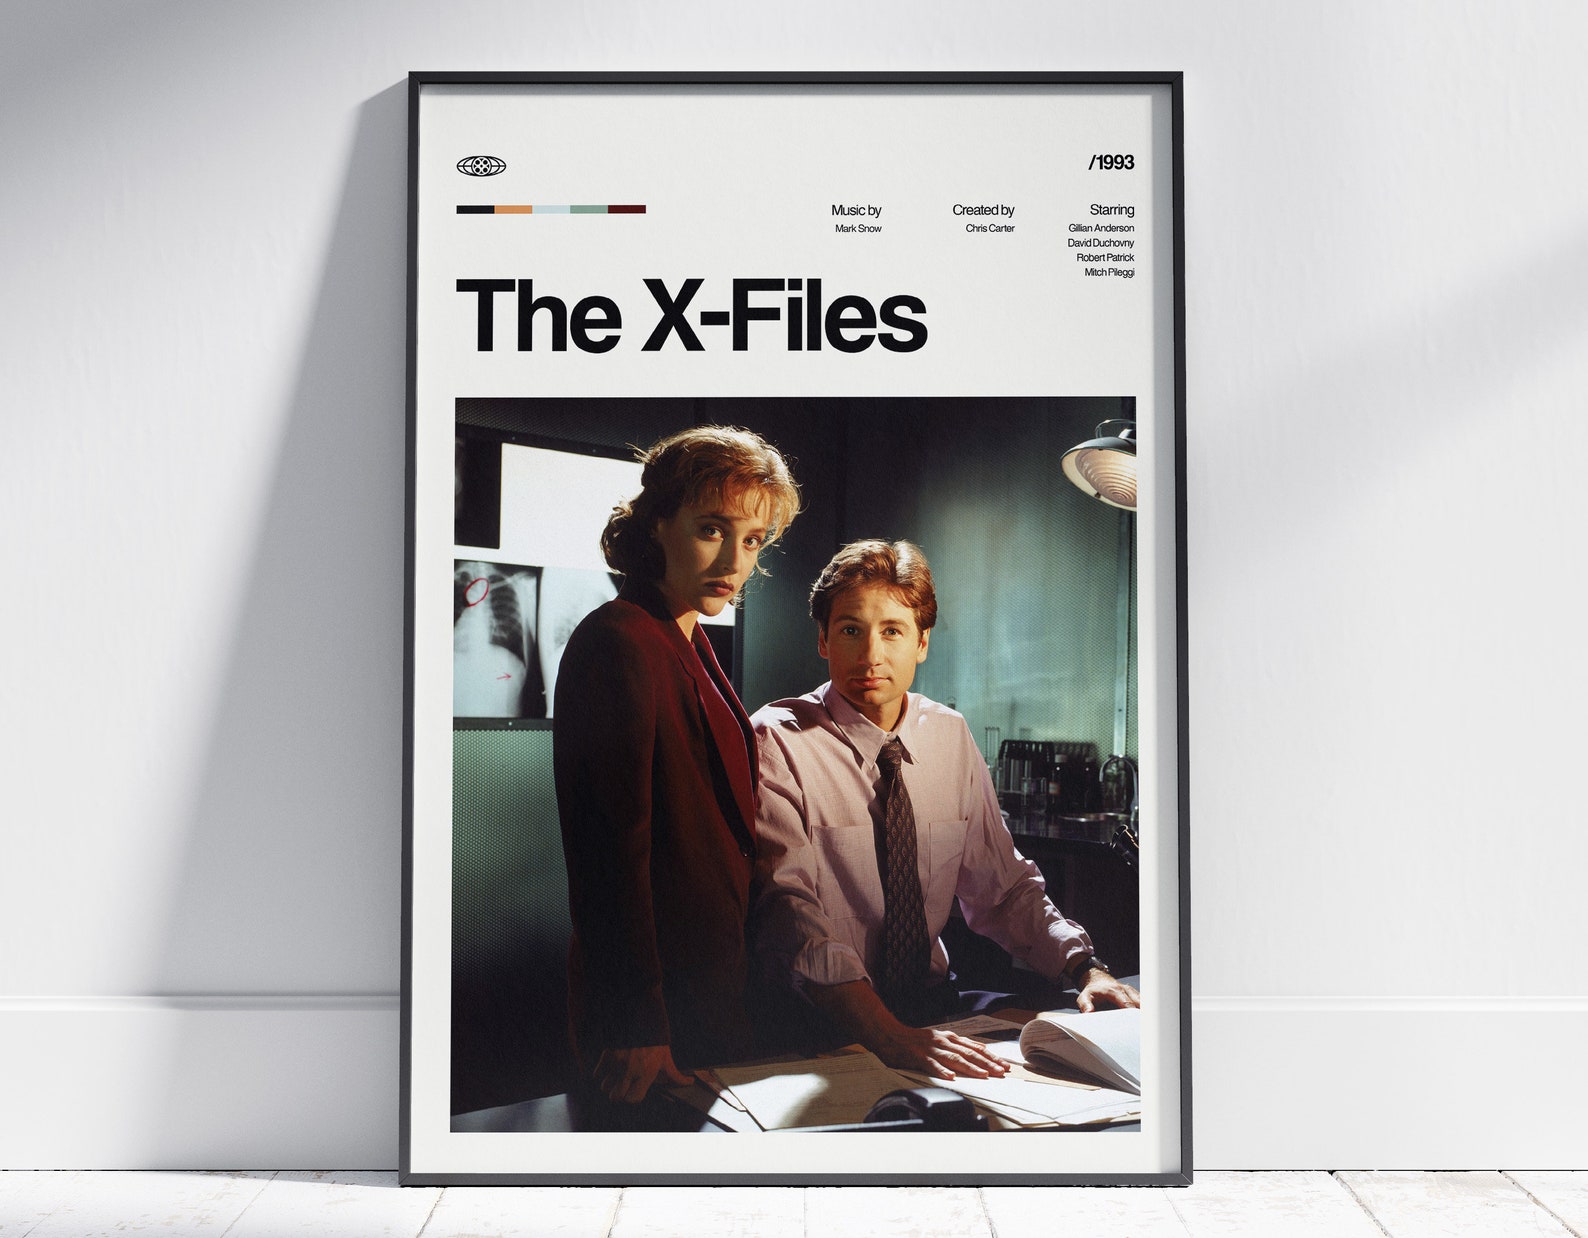 /1993
Music by
Mark Snow
Created by
Chris Carter
Starring
Gillian Anderson
David Duchovny
Robert Patrick
Mitch Pileggi
The X-Files